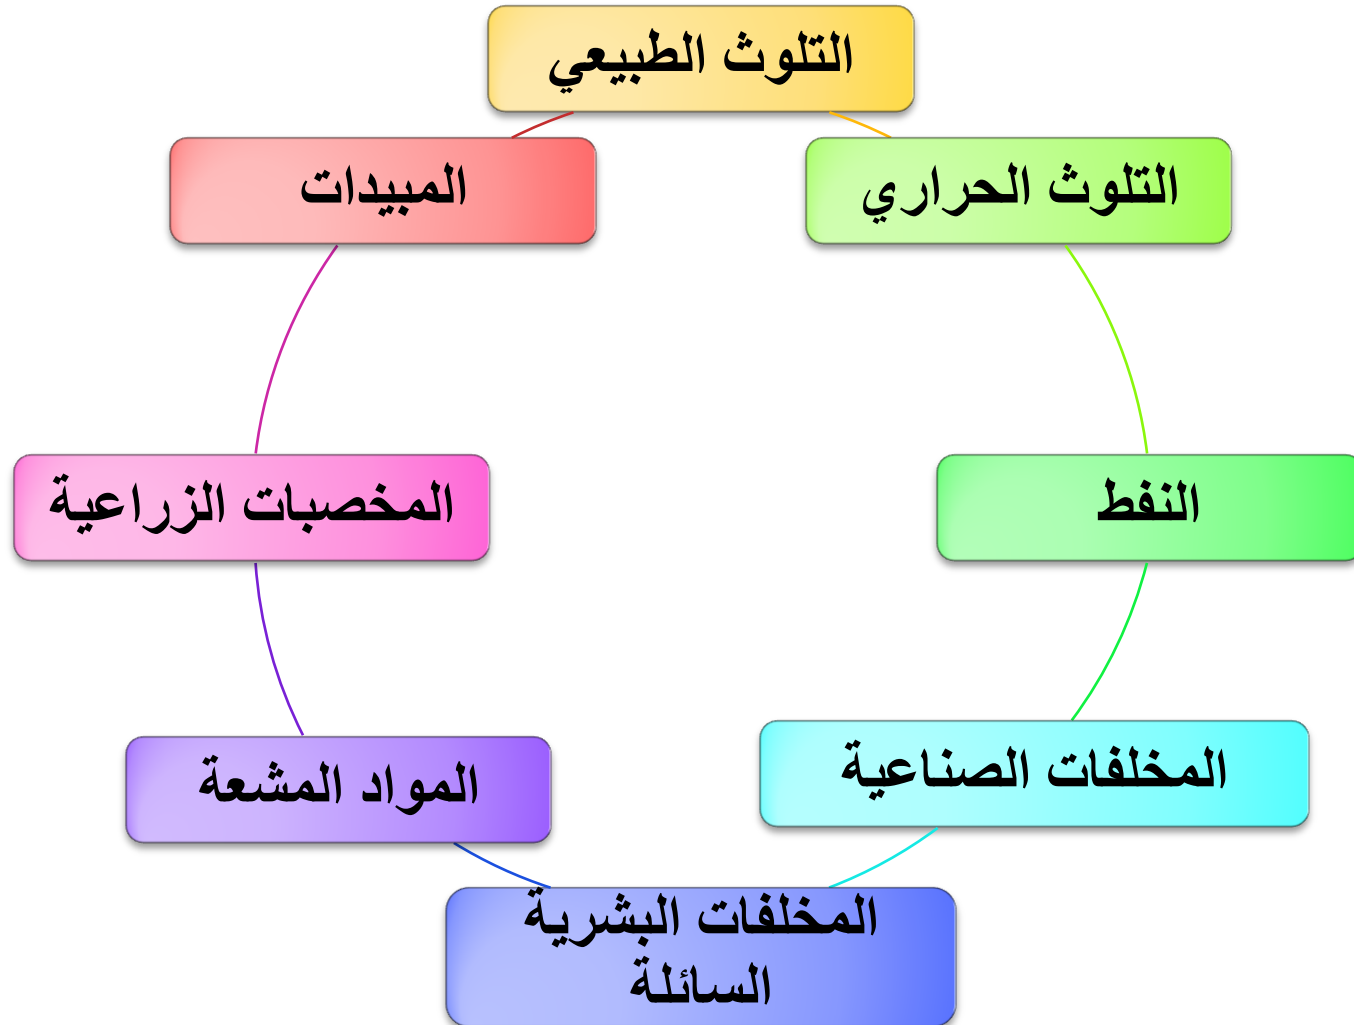 التلوث الطبيعي
التلوث الحراري
النفط
المخلفات الصناعية
المخلفات البشرية
السائلة
المواد المشعة
المخصبات الزراعية
المبيدات